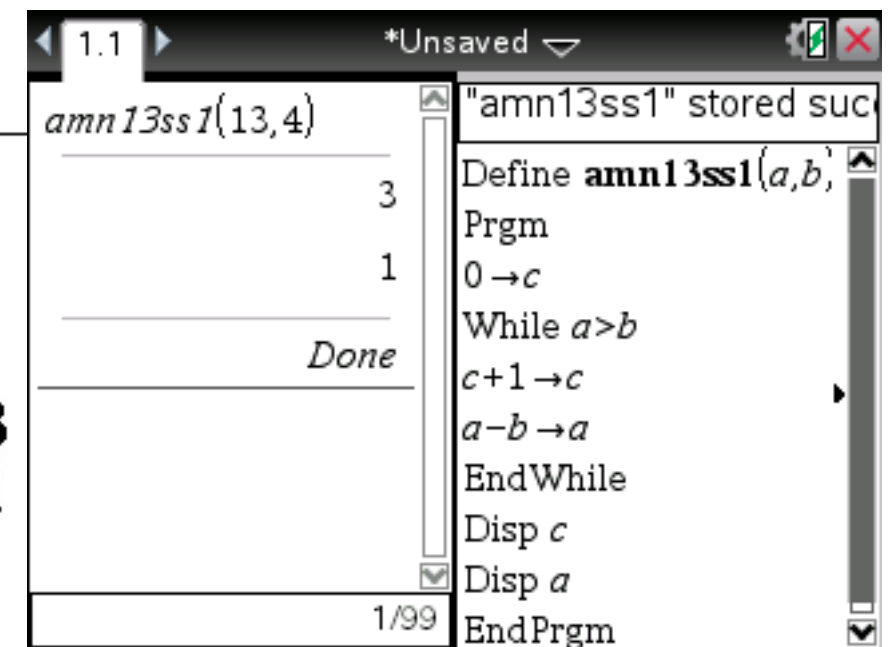 1.1 *Unsaved
amn13ss1(13,4)
3
1
Done
1/99
"amn13ss1" stored
Define amn13ss1(a,b)
Prgm
0→c
While a>b
c+1→c
a−b→a
EndWhile
Disp c
Disp a
EndPrgm